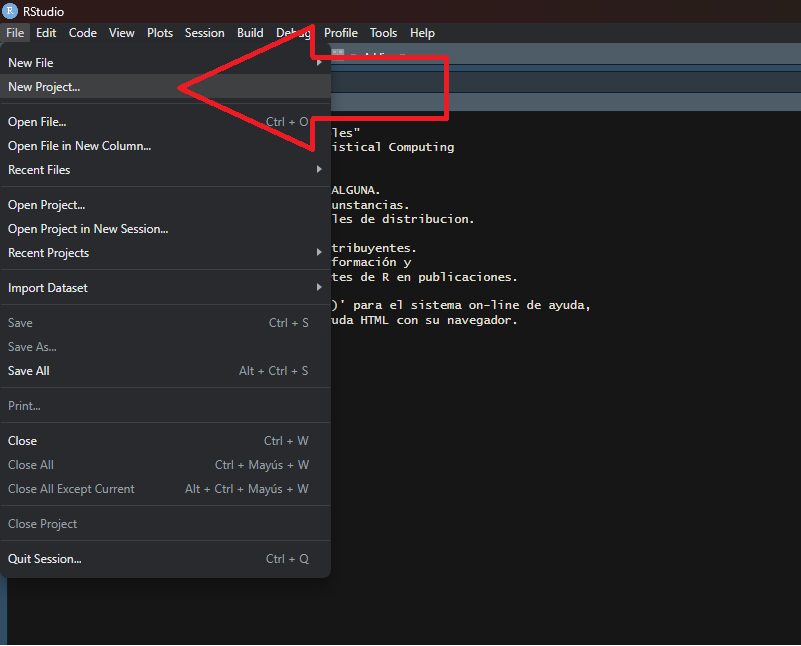 RStudio
File Edit Code View Plots Session Build Debug Profile Tools Help
New File
New Project...
Open File... Ctrl + O
Open File in New Column...
Recent Files
Open Project...
Open Project in New Session...
Recent Projects
Import Dataset
Save Ctrl + S
Save As...
Save All Alt + Ctrl + S
Print...
Close Ctrl + W
Close All Ctrl + Mayús + W
Close All Except Current Alt + Ctrl + Mayús + W
Close Project
Quit Session... Ctrl + Q
les"
istical Computing
ALGUNA.
unstancias.
les de distribucion.
tribuyentes.
formación y
tes de R en publicaciones.
)' para el sistema on-line de ayuda,
uda HTML con su navegador.